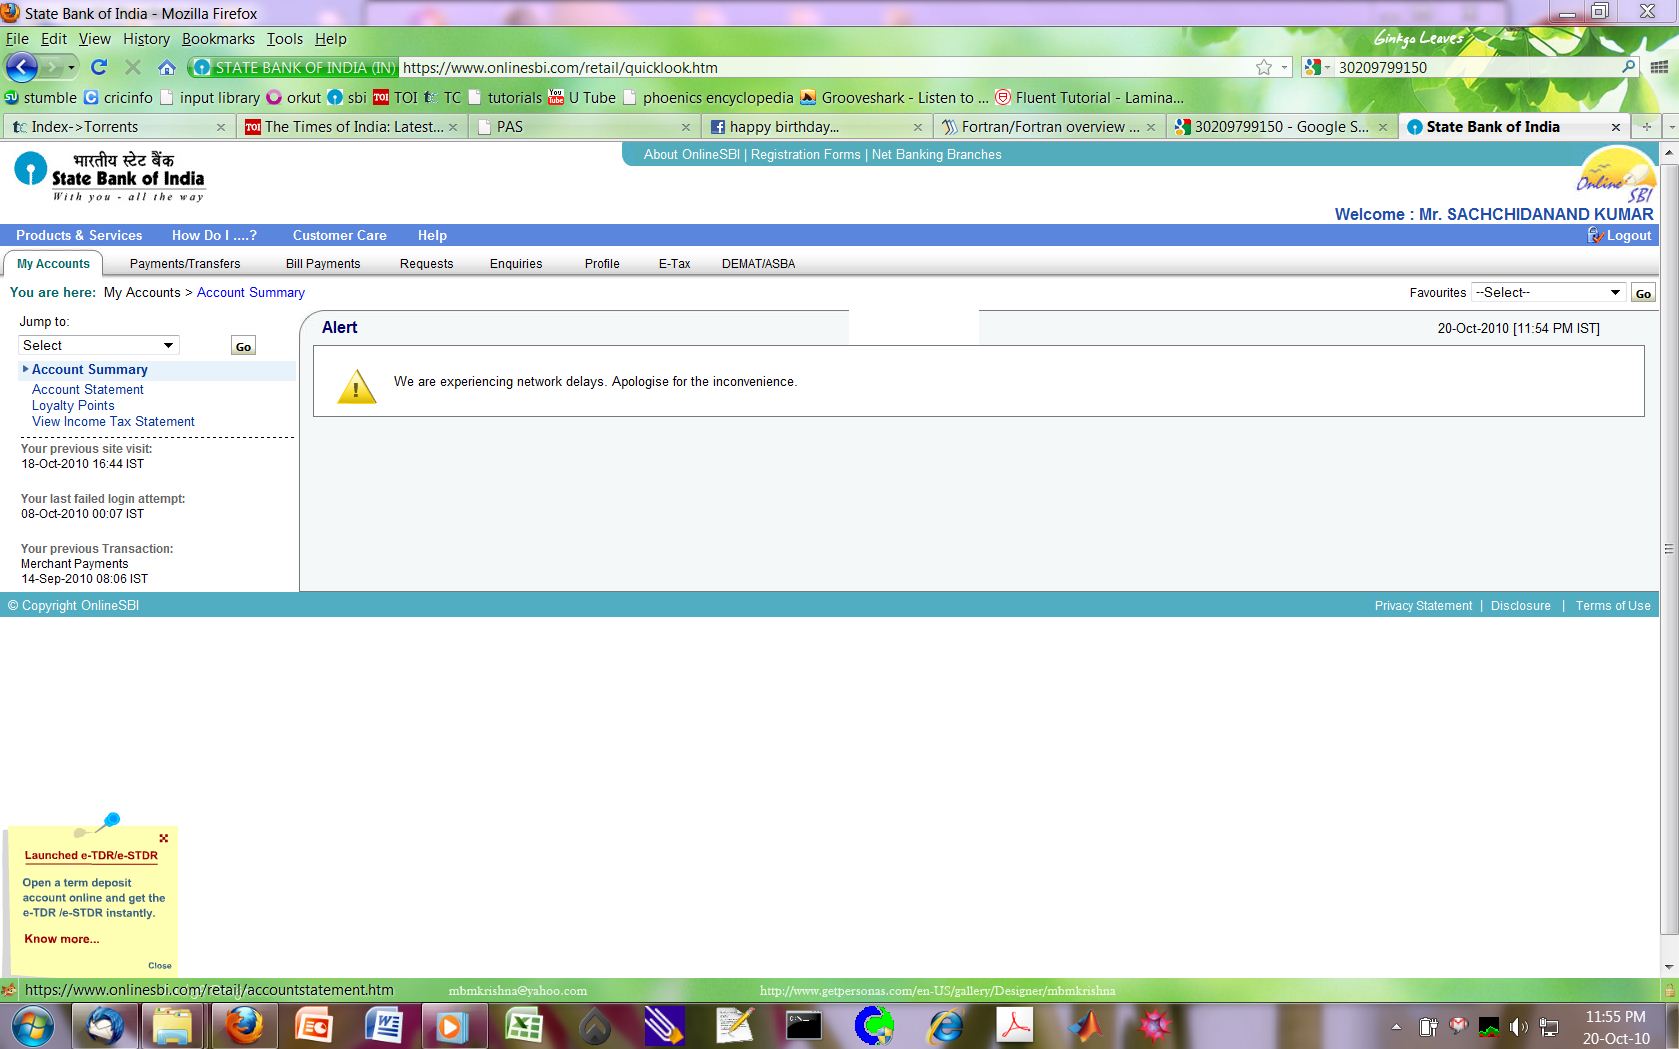 State Bank of India - Mozilla Firefox
File Edit View History Bookmarks Tools Help
Ginkgo Leaves
STATE BANK OF INDIA (IN) https://www.onlinesbi.com/retail/quicklook.htm
30209799150
stumble cricinfo input library orkut sbi TOI TC tutorials U Tube phoenics encyclopedia Grooveshark - Listen to ... Fluent Tutorial - Lamina...
Index->Torrents The Times of India: Latest... PAS happy birthday... Fortran/Fortran overview ... 30209799150 - Google S... State Bank of India
भारतीय स्टेट बैंक
State Bank of India
With you - all the way
About OnlineSBI | Registration Forms | Net Banking Branches
Online SBI
Welcome : Mr. SACHCHIDANAND KUMAR
Products & Services How Do I ....? Customer Care Help Logout
My Accounts Payments/Transfers Bill Payments Requests Enquiries Profile E-Tax DEMAT/ASBA
You are here: My Accounts > Account Summary
Favourites --Select-- Go
Jump to:
Select Go
Account Summary
Account Statement
Loyalty Points
View Income Tax Statement
Your previous site visit:
18-Oct-2010 16:44 IST
Your last failed login attempt:
08-Oct-2010 00:07 IST
Your previous Transaction:
Merchant Payments
14-Sep-2010 08:06 IST
Alert
20-Oct-2010 [11:54 PM IST]
We are experiencing network delays. Apologise for the inconvenience.
© Copyright OnlineSBI
Privacy Statement | Disclosure | Terms of Use
Launched e-TDR/e-STDR
Open a term deposit
account online and get the
e-TDR /e-STDR instantly.
Know more...
Close
https://www.onlinesbi.com/retail/accountstatement.htm
mbmkrishna@yahoo.com
http://www.getpersonas.com/en-US/gallery/Designer/mbmkrishna
11:55 PM
20-Oct-10